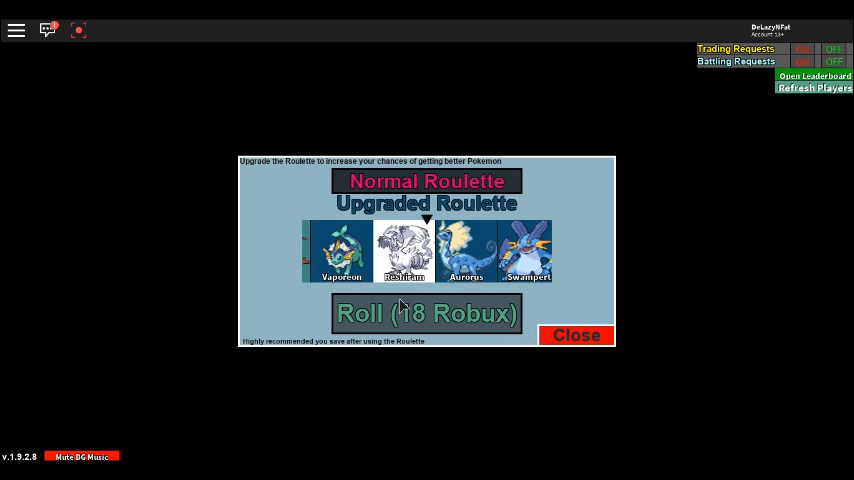 DeLazyNFat
Account: 13+
Trading Requests ON OFF
Battling Requests ON OFF
Open Leaderboard
Refresh Players
Upgrade the Roulette to increase your chances of getting better Pokemon
Normal Roulette
Upgraded Roulette
Vaporeon Reshiram Aurorus Swampert
Roll (18 Robux)
Close
Highly recommended you save after using the Roulette
v.1.9.2.8 Mute BG Music